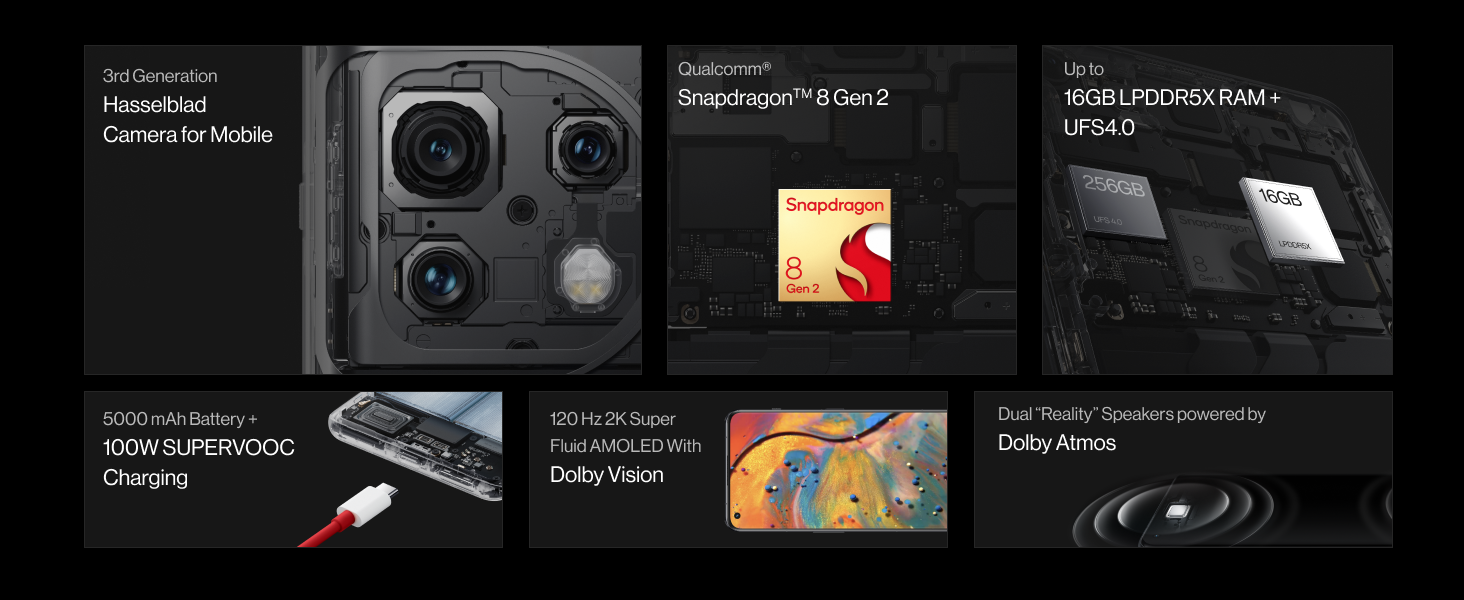 3rd Generation
Hasselblad
Camera for Mobile
Qualcomm®
Snapdragon™ 8 Gen 2
Snapdragon
8
Gen 2
Up to
16GB LPDDR5X RAM +
UFS4.0
256GB
UFS 4.0
16GB
LPDDR5X
Snapdragon
8
Gen 2
5000 mAh Battery +
100W SUPERVOOC
Charging
120 Hz 2K Super
Fluid AMOLED With
Dolby Vision
Dual “Reality” Speakers powered by
Dolby Atmos